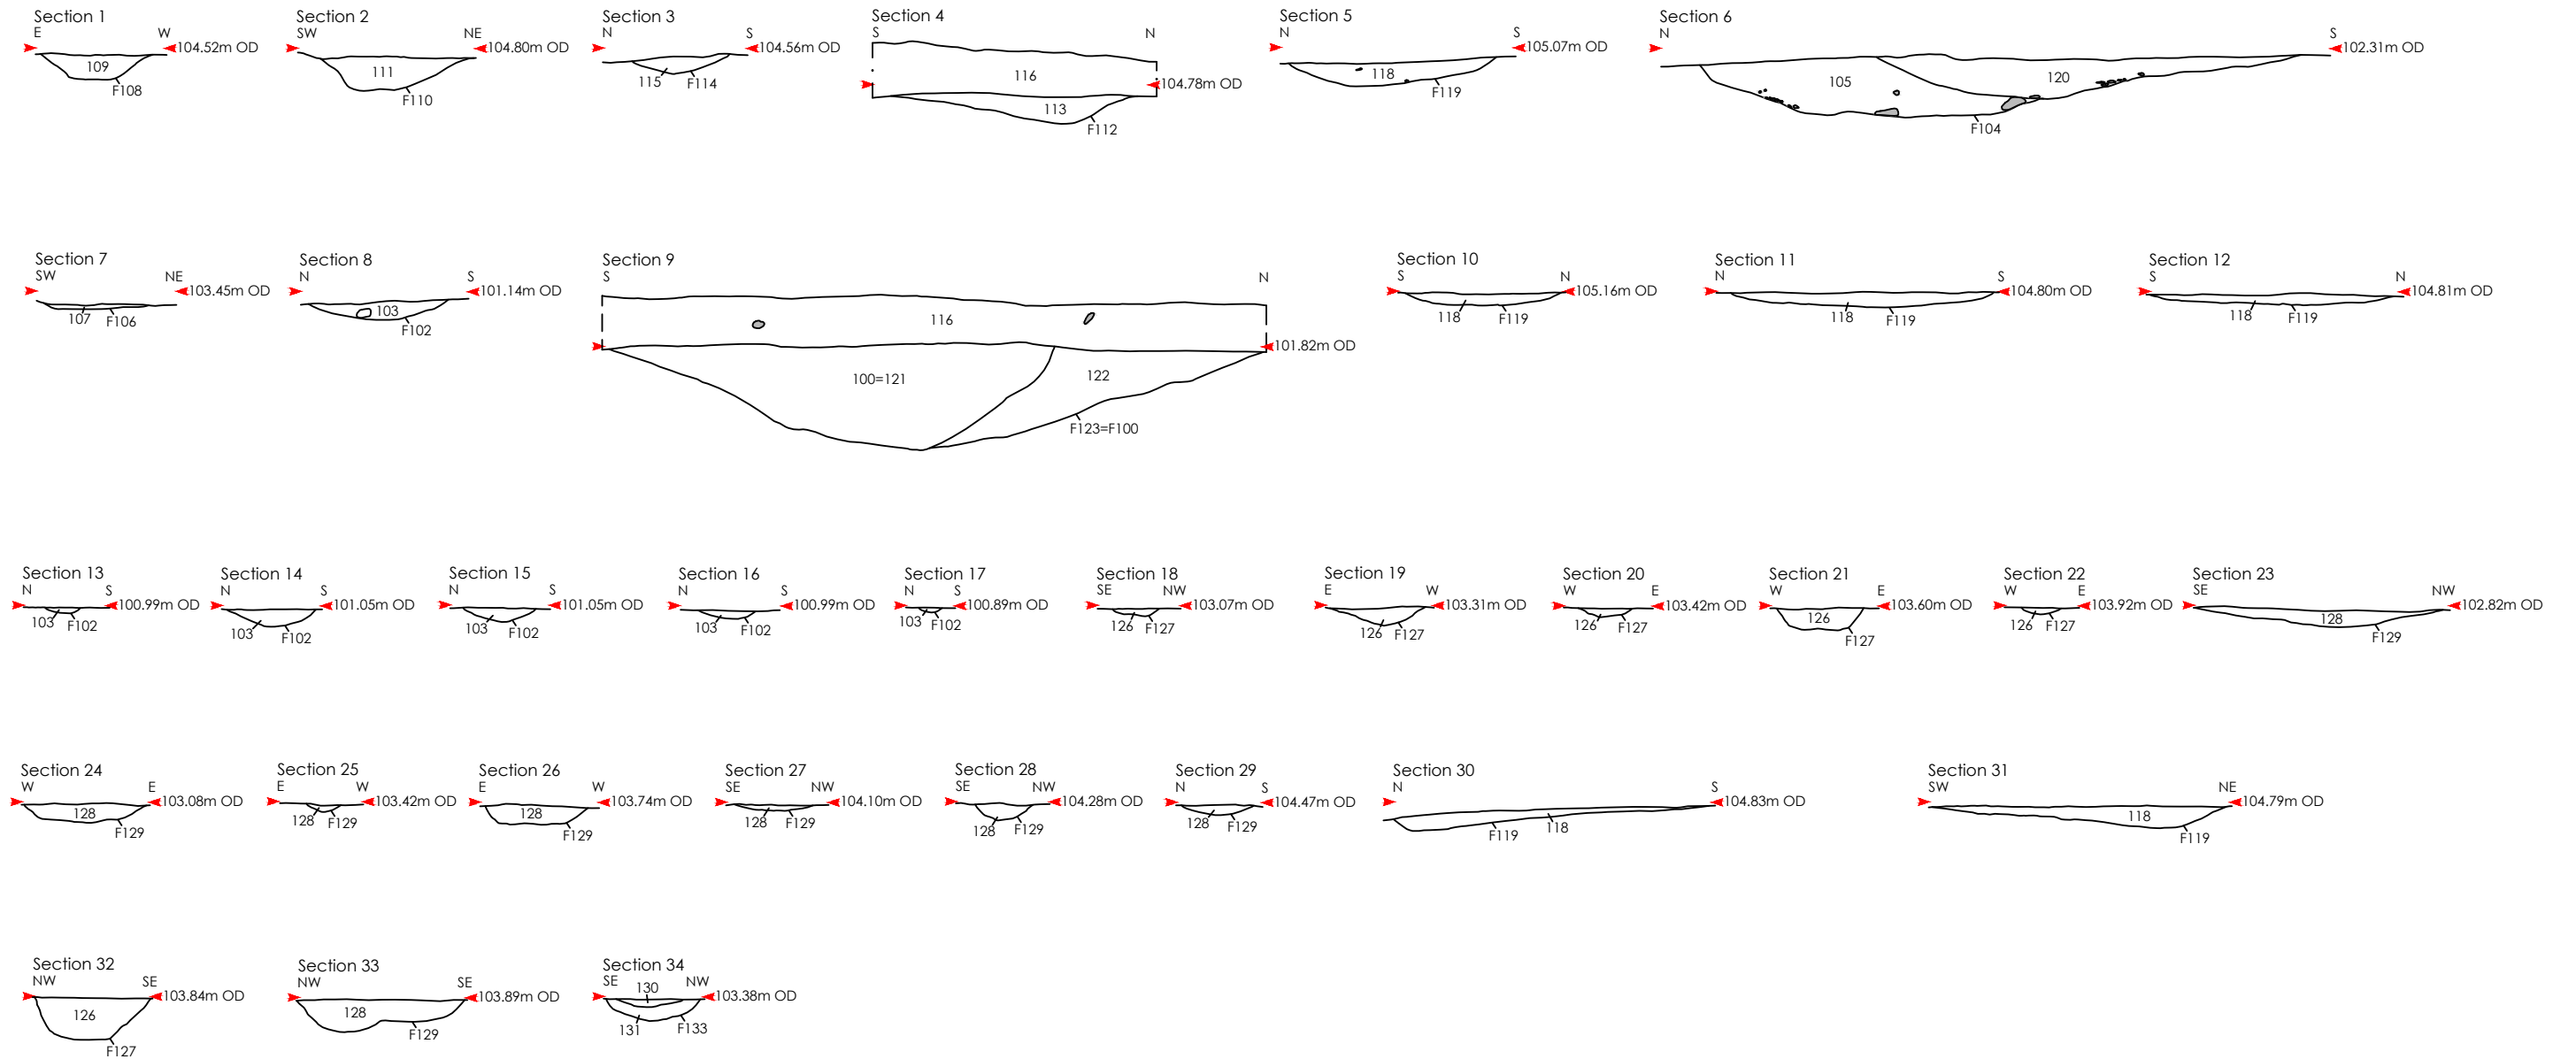 Section 1
E W
104.52m OD
109
F108
Section 2
SW NE
104.80m OD
111
F110
Section 3
N S
104.56m OD
115 F114
Section 4
S N
116
104.78m OD
113
F112
Section 5
N S
105.07m OD
118
F119
Section 6
N S
102.31m OD
105 120
F104
Section 7
SW NE
103.45m OD
107 F106
Section 8
N S
101.14m OD
103
F102
Section 9
S N
116
101.82m OD
100=121 122
F123=F100
Section 10
S N
105.16m OD
118 F119
Section 11
N S
104.80m OD
118 F119
Section 12
S N
104.81m OD
118 F119
Section 13
N S
100.99m OD
103 F102
Section 14
N S
101.05m OD
103 F102
Section 15
N S
101.05m OD
103 F102
Section 16
N S
100.99m OD
103 F102
Section 17
N S
100.89m OD
103 F102
Section 18
SE NW
103.07m OD
126 F127
Section 19
E W
103.31m OD
126 F127
Section 20
W E
103.42m OD
126 F127
Section 21
W E
103.60m OD
126
F127
Section 22
W E
103.92m OD
126 F127
Section 23
SE NW
102.82m OD
128
F129
Section 24
W E
103.08m OD
128
F129
Section 25
E W
103.42m OD
128 F129
Section 26
E W
103.74m OD
128
F129
Section 27
SE NW
104.10m OD
128 F129
Section 28
SE NW
104.28m OD
128 F129
Section 29
N S
104.47m OD
128 F129
Section 30
N S
104.83m OD
F119 118
Section 31
SW NE
104.79m OD
118
F119
Section 32
NW SE
103.84m OD
126
F127
Section 33
NW SE
103.89m OD
128
F129
Section 34
SE NW
130
103.38m OD
131 F133